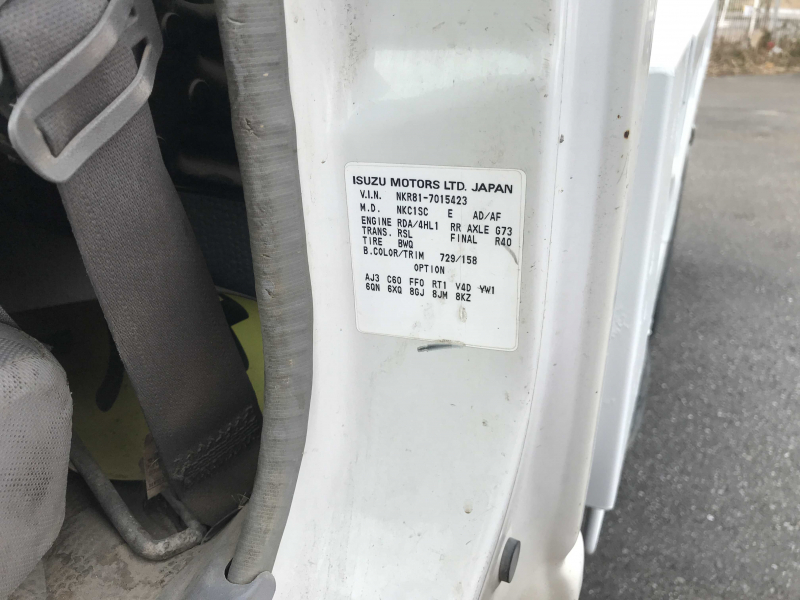 ISUZU MOTORS LTD. JAPAN
V.I.N. NKR81-7015423
M.D. NKC1SC E AD/AF
ENGINE RDA/4HL1 RR AXLE G73
TRANS. RSL FINAL R40
TIRE BWQ
B.COLOR/TRIM 729/158
OPTION
AJ3 C60 FF0 RT1 V4D YW1
6QN 6XQ 8GJ 8JM 8KZ